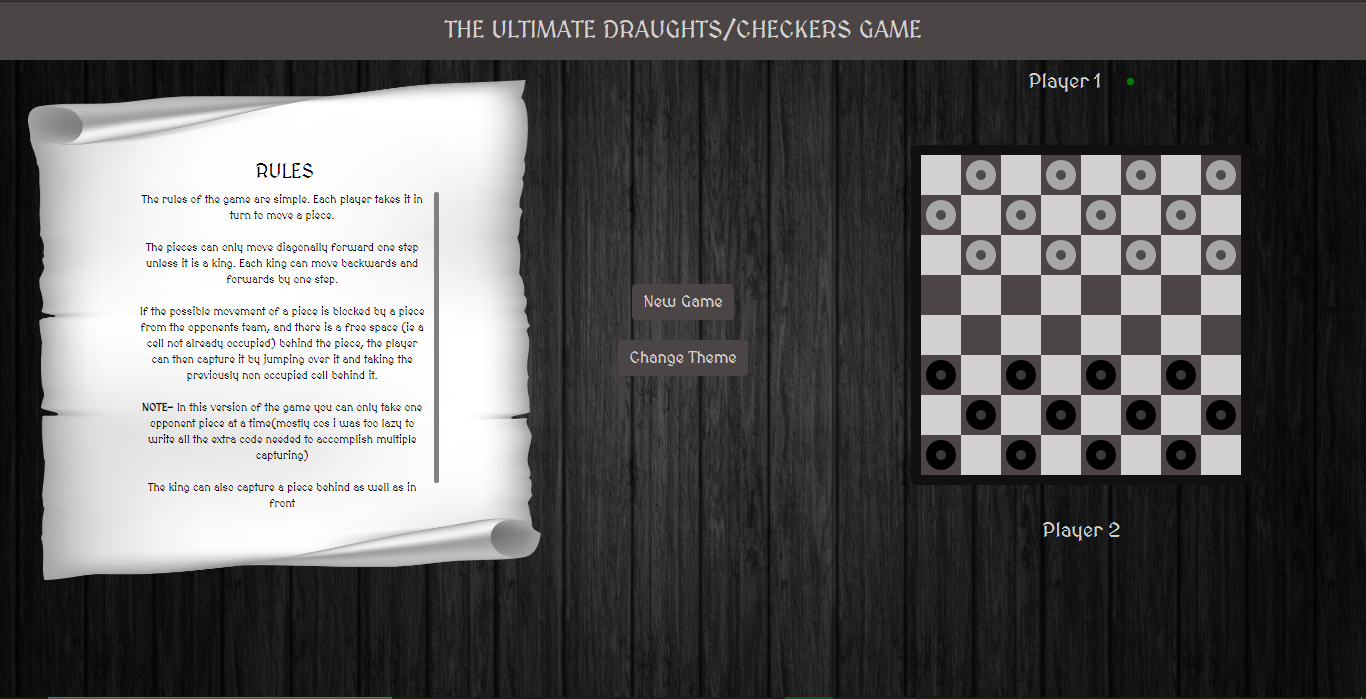 THE ULTIMATE DRAUGHTS/CHECKERS GAME
RULES
The rules of the game are simple. Each player takes it in
turn to move a piece.
The pieces can only move diagonally forward one step
unless it is a king. Each king can move backwards and
forwards by one step.
If the possible movement of a piece is blocked by a piece
from the opponents team, and there is a free space (ie a
cell not already occupied) behind the piece, the player
can then capture it by jumping over it and taking the
previously non occupied cell behind it.
NOTE- In this version of the game you can only take one
opponent piece at a time(mostly cos i was too lazy to
write all the extra code needed to accomplish multiple
capturing)
The king can also capture a piece behind as well as in
front
New Game
Change Theme
Player 1
Player 2